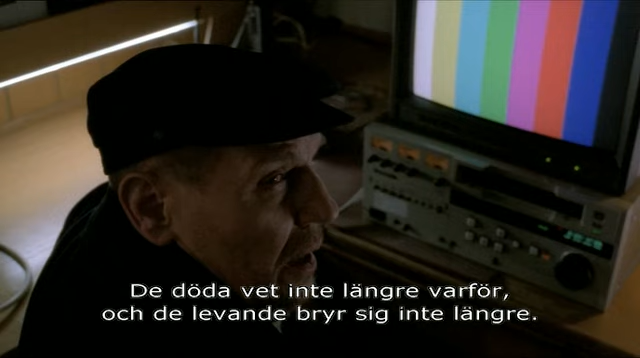 De döda vet inte längre varför,
och de levande bryr sig inte längre.